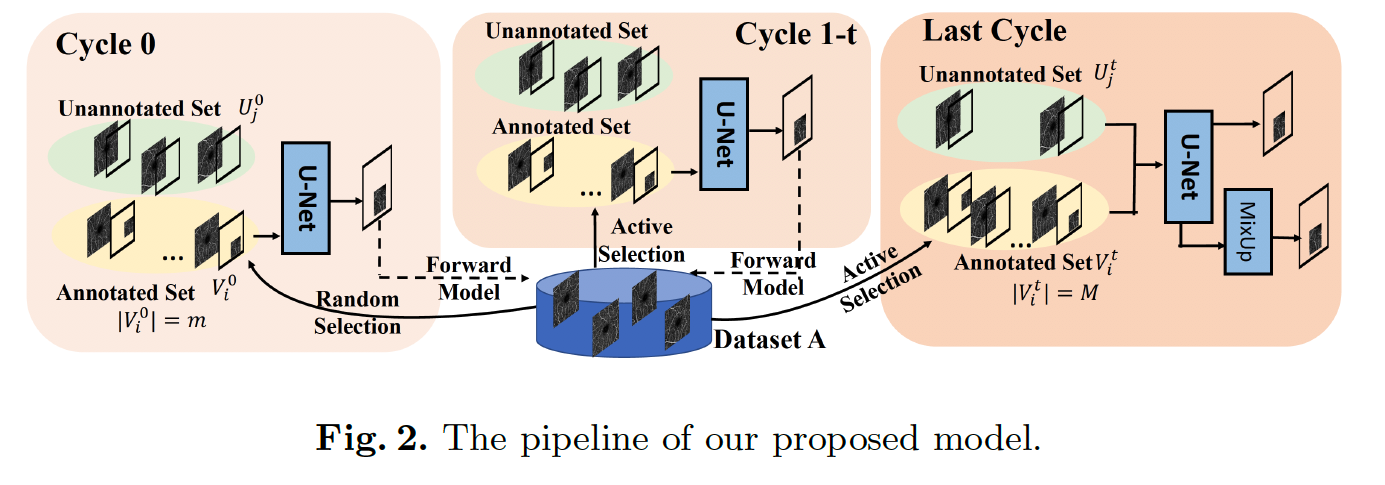 Cycle 0
Unannotated Set U_j^0
U-Net
Annotated Set V_i^0
|V_i^0| = m
Random
Selection
Forward
Model
Unannotated Set
Cycle 1-t
Annotated Set
...
U-Net
Active
Selection
Forward
Model
Dataset A
Active
Selection
Last Cycle
Unannotated Set U_j^t
U-Net
MixUp
...
Annotated Set V_i^t
|V_i^t| = M
...
Fig. 2. The pipeline of our proposed model.